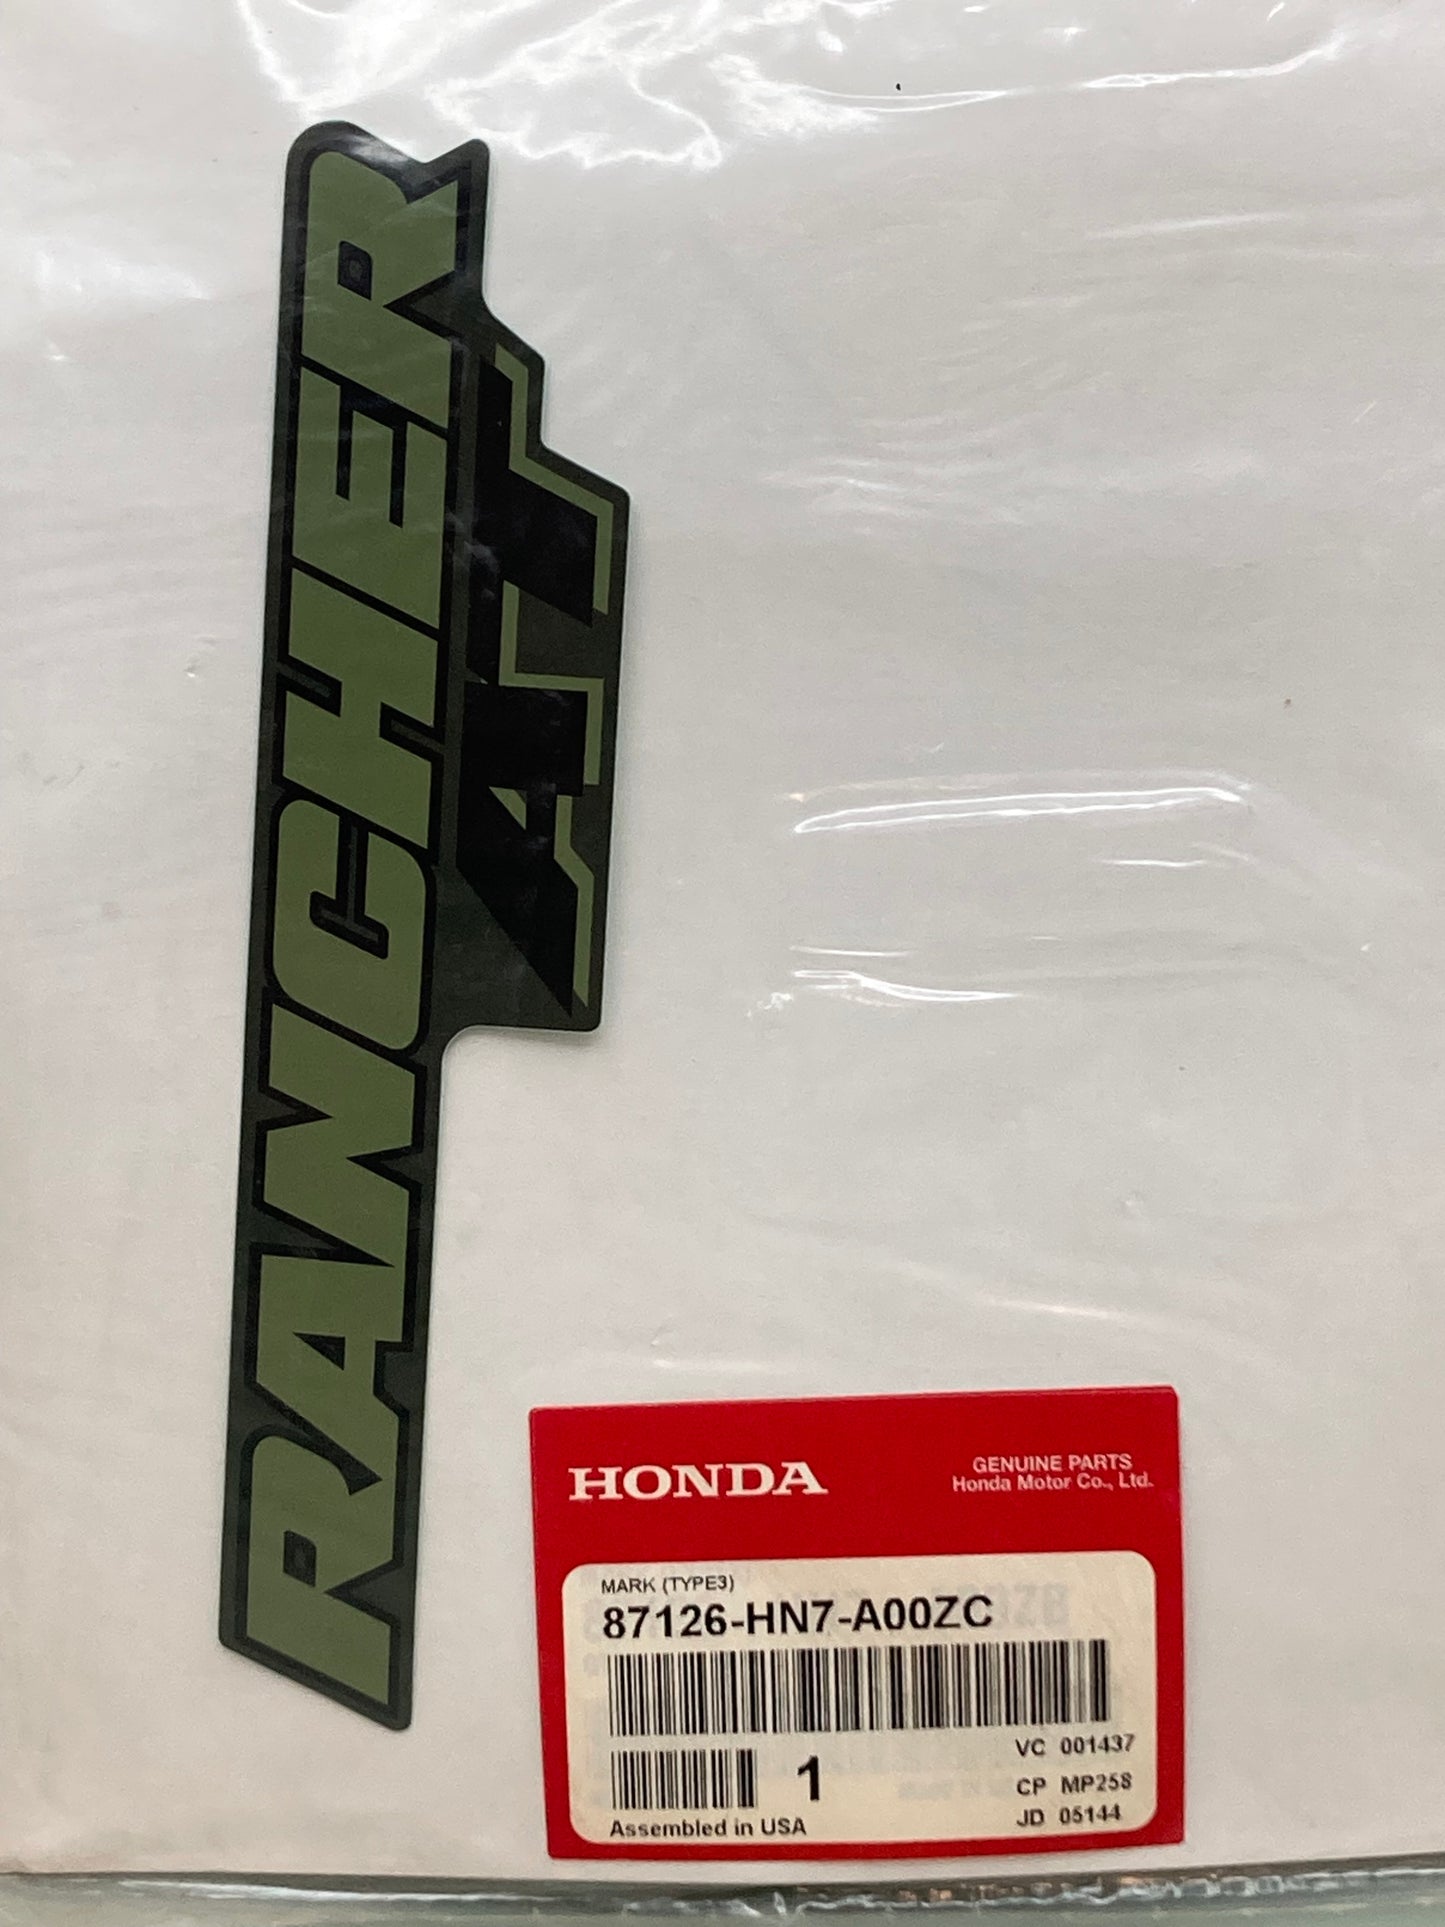 RANCHER
AT
HONDA
GENUINE PARTS
Honda Motor Co., Ltd.
MARK (TYPE3)
87126-HN7-A00ZC
1
VC 001437
CP MP258
JD 05144
Assembled in USA